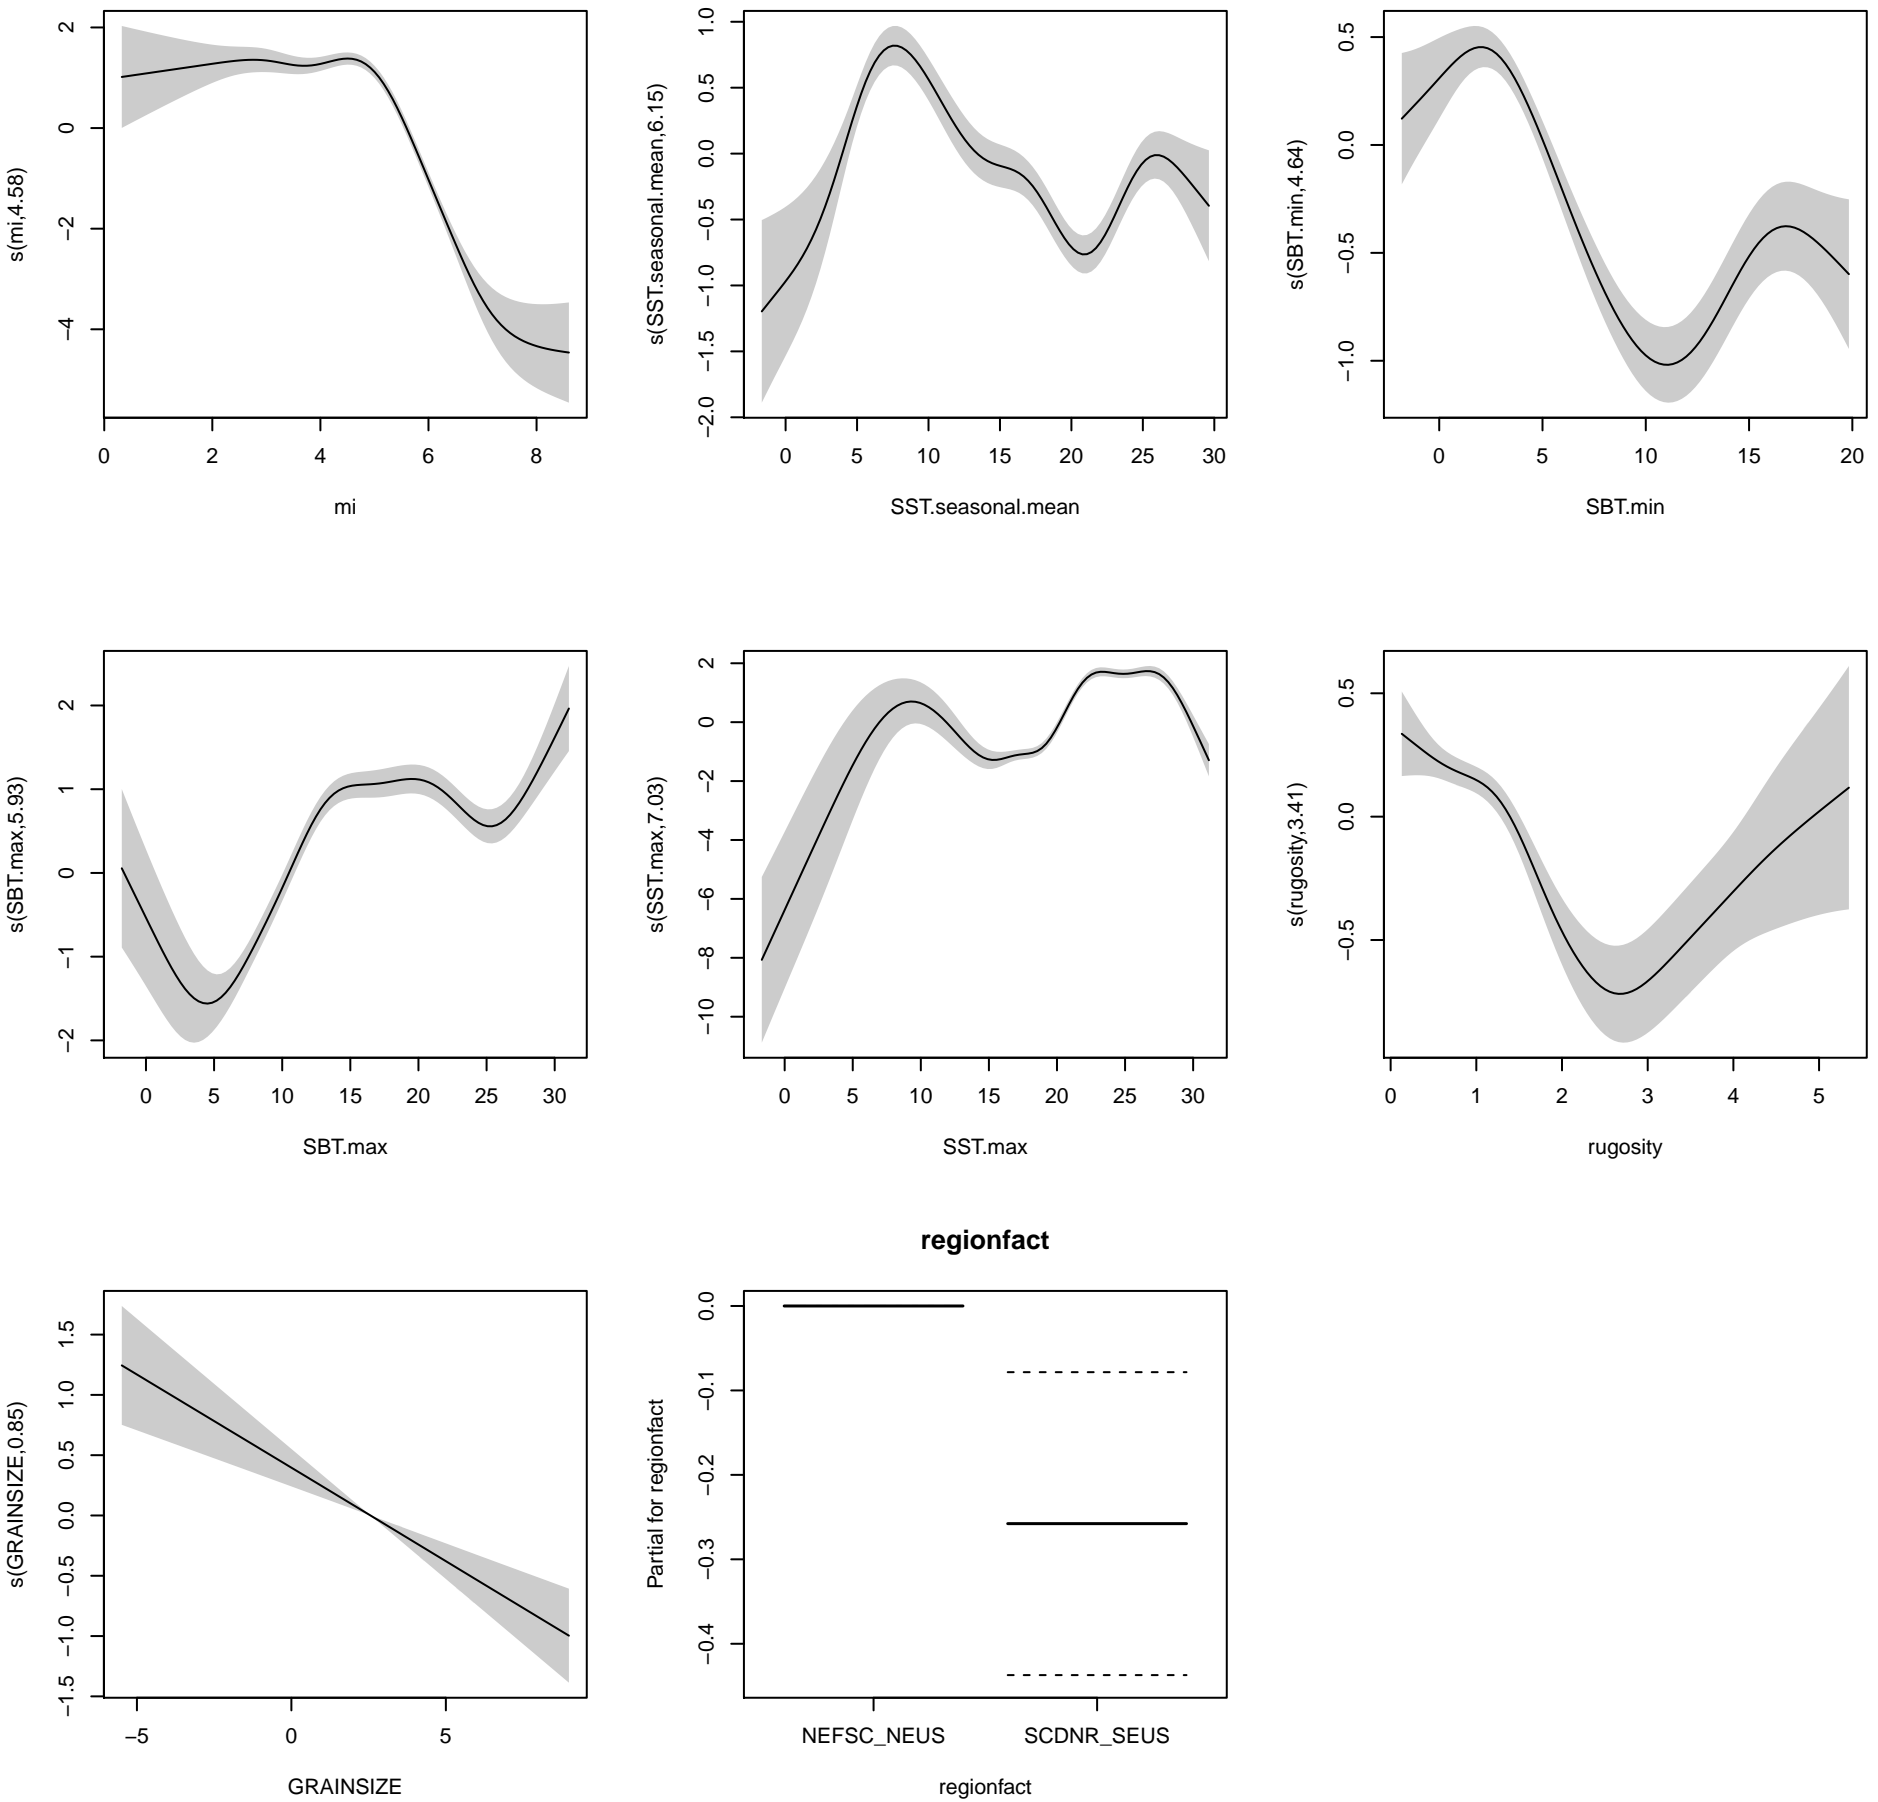 s(mi,4.58)
2
0
−2
−4
0 2 4 6 8
mi
s(SST.seasonal.mean,6.15)
1.0
0.5
0.0
−0.5
−1.0
−1.5
−2.0
0 5 10 15 20 25 30
SST.seasonal.mean
s(SBT.min,4.64)
0.5
0.0
−0.5
−1.0
0 5 10 15 20
SBT.min
s(SBT.max,5.93)
2
1
0
−1
−2
0 5 10 15 20 25 30
SBT.max
s(SST.max,7.03)
2
0
−2
−4
−6
−8
−10
0 5 10 15 20 25 30
SST.max
s(rugosity,3.41)
0.5
0.0
−0.5
0 1 2 3 4 5
rugosity
s(GRAINSIZE,0.85)
1.5
1.0
0.5
0.0
−0.5
−1.0
−1.5
−5 0 5
GRAINSIZE
regionfact
Partial for regionfact
0.0
−0.1
−0.2
−0.3
−0.4
NEFSC_NEUS SCDNR_SEUS
regionfact